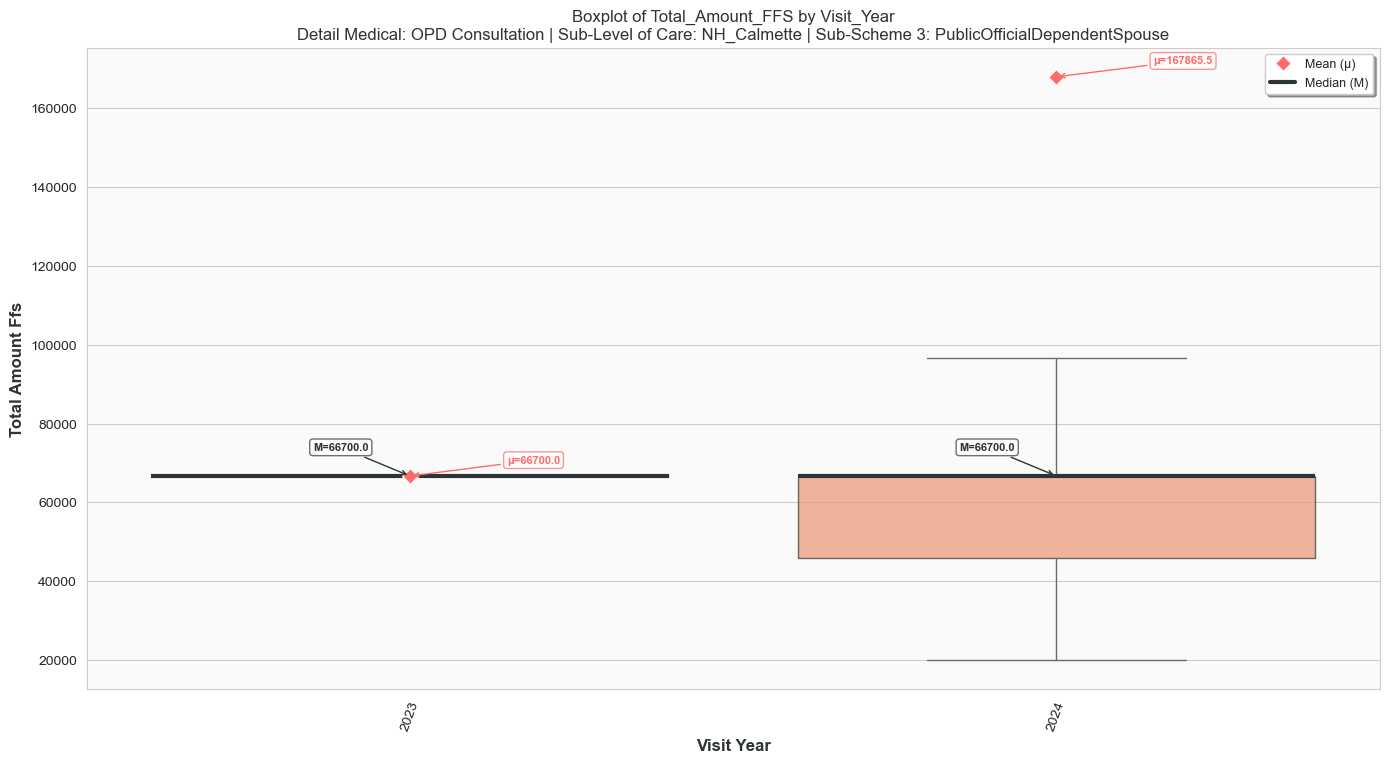 Boxplot of Total_Amount_FFS by Visit_Year
Detail Medical: OPD Consultation | Sub-Level of Care: NH_Calmette | Sub-Scheme 3: PublicOfficialDependentSpouse
μ=167865.5
Mean (μ)
Median (M)
160000
140000
120000
100000
80000
60000
40000
20000
Total Amount Ffs
M=66700.0
μ=66700.0
M=66700.0
2023
2024
Visit Year